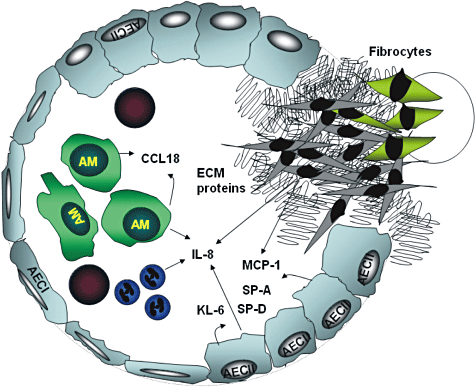 AECII
Fibrocytes
AM
CCL18
ECM
proteins
AM
AM
IL-8
MCP-1
AECII
SP-A
AECI
KL-6
SP-D
AECII
AECII
AECII